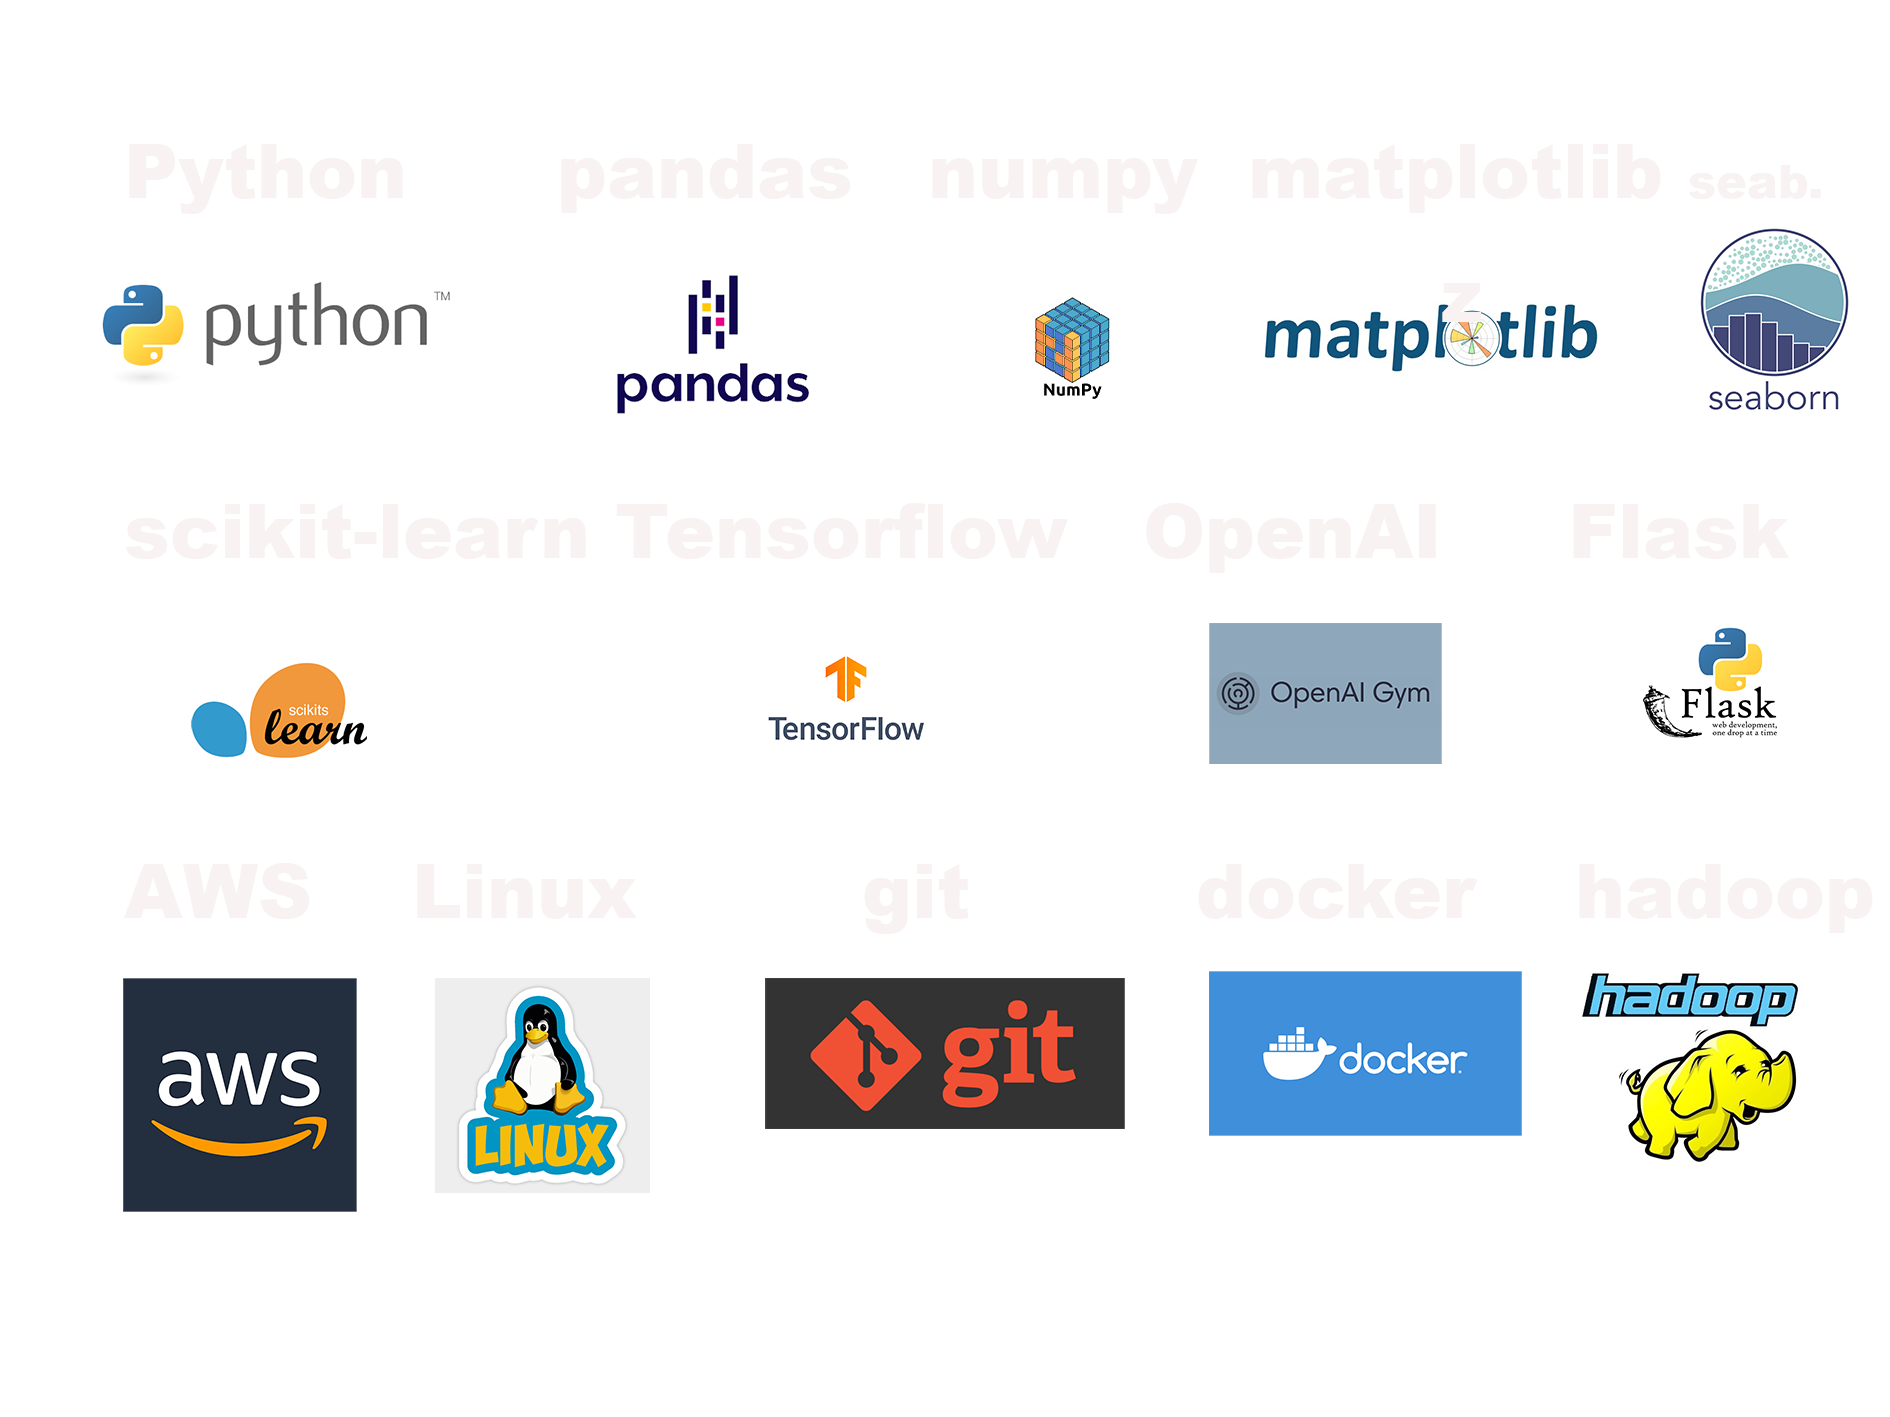 Python pandas numpy matplotlib seab.
python™ pandas NumPy matplotlib seaborn
z
scikit-learn Tensorflow OpenAI Flask
scikits
learn
TensorFlow
OpenAI Gym
Flask
web development,
one drop at a time
AWS Linux git docker hadoop
aws
LINUX
git
docker
hadoop